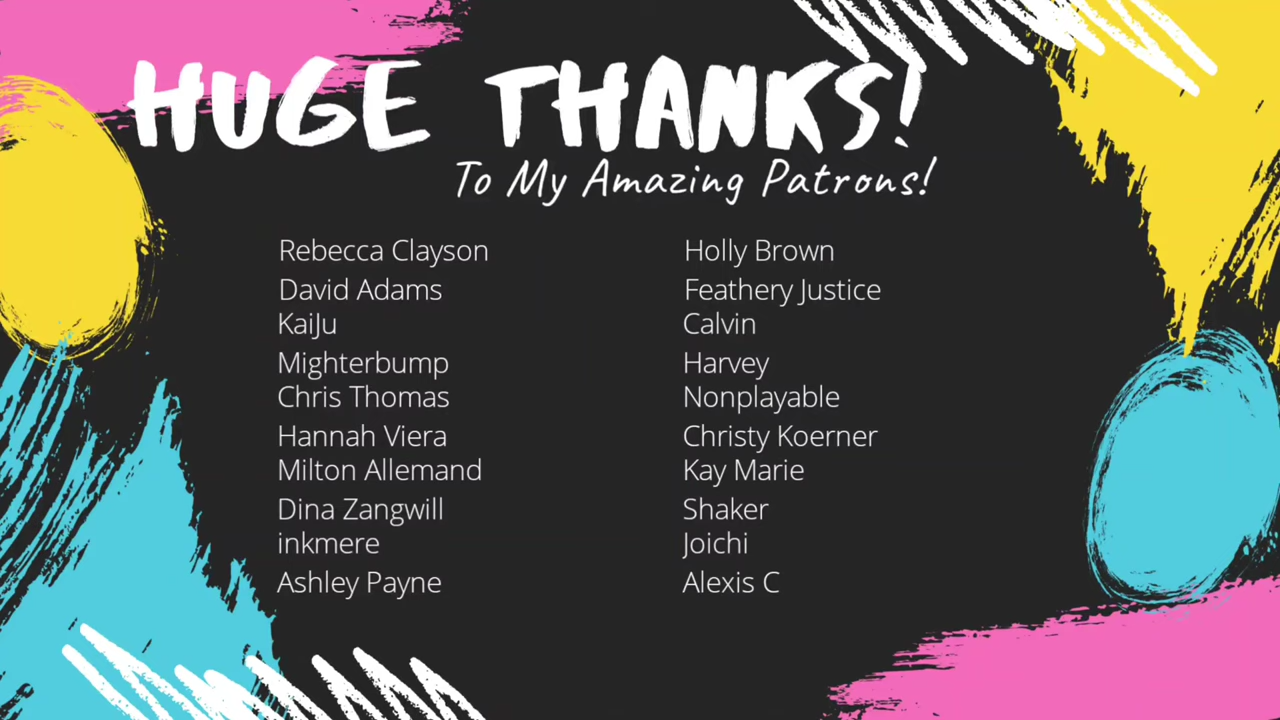 HUGE THANKS!
To My Amazing Patrons!
Rebecca Clayson
David Adams
KaiJu
Mighterbump
Chris Thomas
Hannah Viera
Milton Allemand
Dina Zangwill
inkmere
Ashley Payne
Holly Brown
Feathery Justice
Calvin
Harvey
Nonplayable
Christy Koerner
Kay Marie
Shaker
Joichi
Alexis C